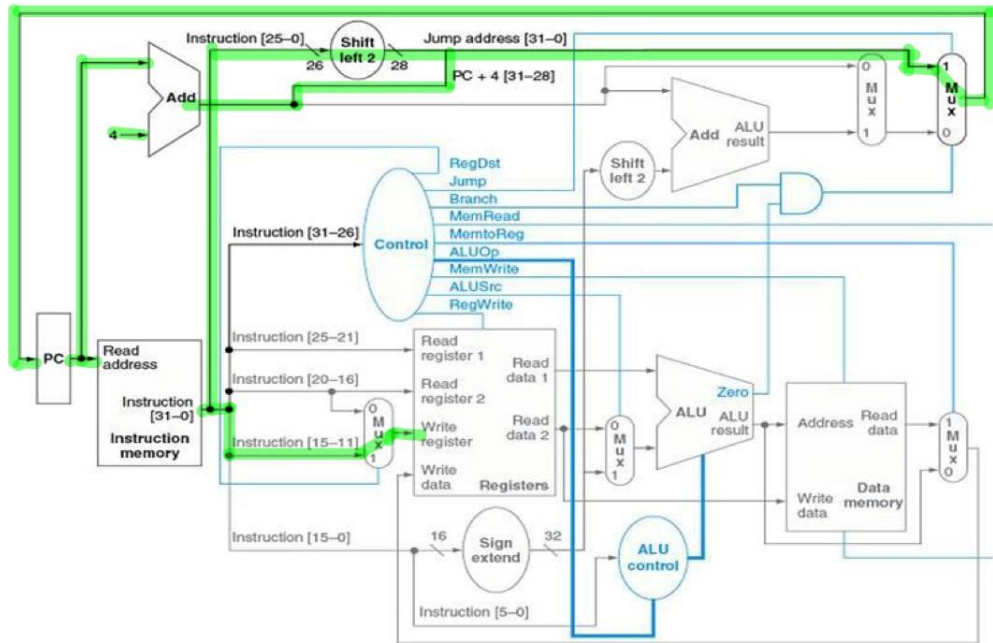 Instruction [25–0]
Shift
left 2
Jump address [31–0]
26
28
PC + 4 [31–28]
Add
4
0
M
u
x
1
1
M
u
x
0
Add
ALU
result
Shift
left 2
RegDst
Jump
Branch
MemRead
MemtoReg
ALUOp
MemWrite
ALUSrc
RegWrite
Control
Instruction [31–26]
PC
Read
address
Instruction
[31–0]
Instruction
memory
Instruction [25–21]
Instruction [20–16]
Instruction [15–11]
0
M
u
x
1
Read
register 1
Read
register 2
Write
register
Write
data
Read
data 1
Read
data 2
Registers
0
M
u
x
1
Zero
ALU
ALU
result
Address
Read
data
Write
data
Data
memory
1
M
u
x
0
Instruction [15–0]
16
Sign
extend
32
ALU
control
Instruction [5–0]